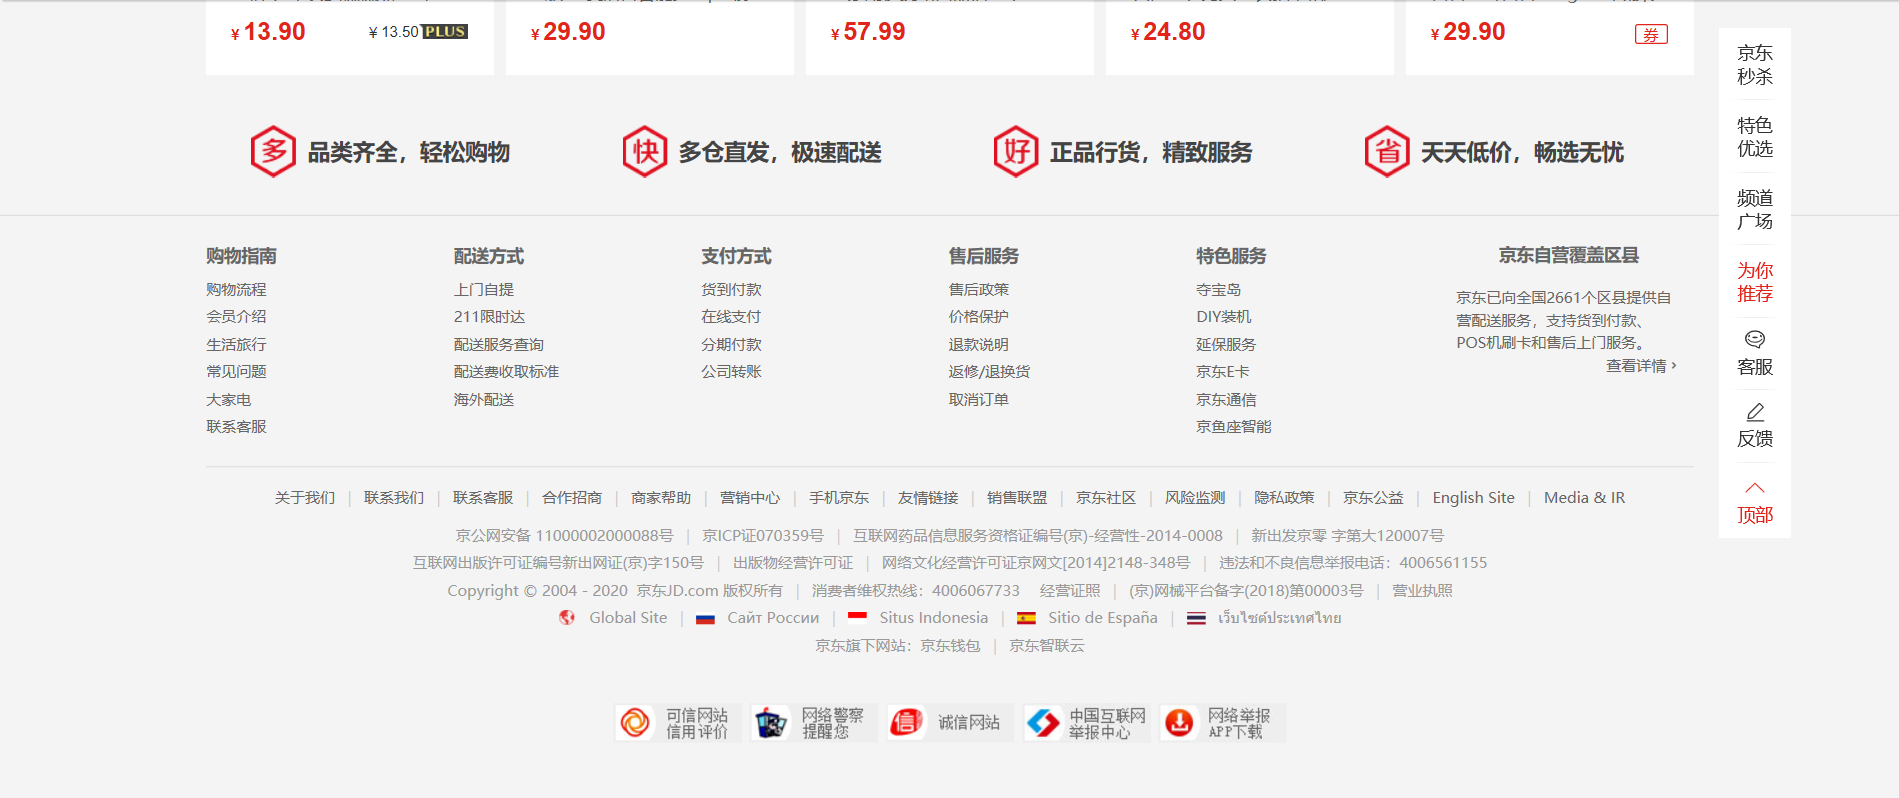 ¥13.90 ¥13.50 PLUS
¥29.90
¥57.99
¥24.80
¥29.90 券
多 品类齐全，轻松购物
快 多仓直发，极速配送
好 正品行货，精致服务
省 天天低价，畅选无忧
购物指南
购物流程
会员介绍
生活旅行
常见问题
大家电
联系客服
配送方式
上门自提
211限时达
配送服务查询
配送费收取标准
海外配送
支付方式
货到付款
在线支付
分期付款
公司转账
售后服务
售后政策
价格保护
退款说明
返修/退换货
取消订单
特色服务
夺宝岛
DIY装机
延保服务
京东E卡
京东通信
京鱼座智能
京东自营覆盖区县
京东已向全国2661个区县提供自
营配送服务，支持货到付款、
POS机刷卡和售后上门服务。
查看详情 ›
关于我们 | 联系我们 | 联系客服 | 合作招商 | 商家帮助 | 营销中心 | 手机京东 | 友情链接 | 销售联盟 | 京东社区 | 风险监测 | 隐私政策 | 京东公益 | English Site | Media & IR
京公网安备 11000002000088号 | 京ICP证070359号 | 互联网药品信息服务资格证编号(京)-经营性-2014-0008 | 新出发京零 字第大120007号
互联网出版许可证编号新出网证(京)字150号 | 出版物经营许可证 | 网络文化经营许可证京网文[2014]2148-348号 | 违法和不良信息举报电话：4006561155
Copyright © 2004 - 2020 京东JD.com 版权所有 | 消费者维权热线：4006067733 经营证照 | (京)网械平台备字(2018)第00003号 | 营业执照
Global Site | Сайт России | Situs Indonesia | Sitio de España | เว็บไซต์ประเทศไทย
京东旗下网站：京东钱包 | 京东智联云
可信网站
信用评价
网络警察
提醒您
信 诚信网站
中国互联网
举报中心
网络举报
APP下载
京东
秒杀
特色
优选
频道
广场
为你
推荐
客服
反馈
顶部